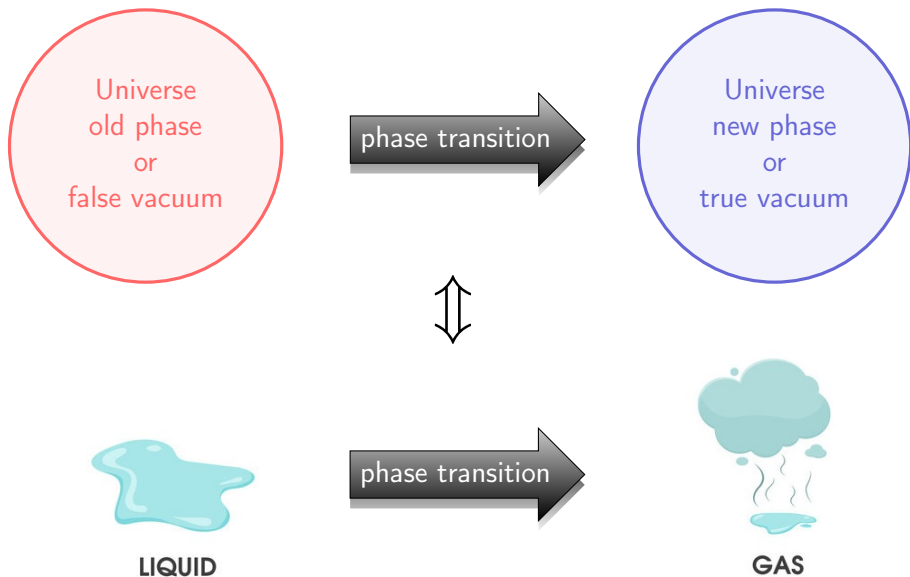 Universe
old phase
or
false vacuum
phase transition
Universe
new phase
or
true vacuum
phase transition
LIQUID
GAS